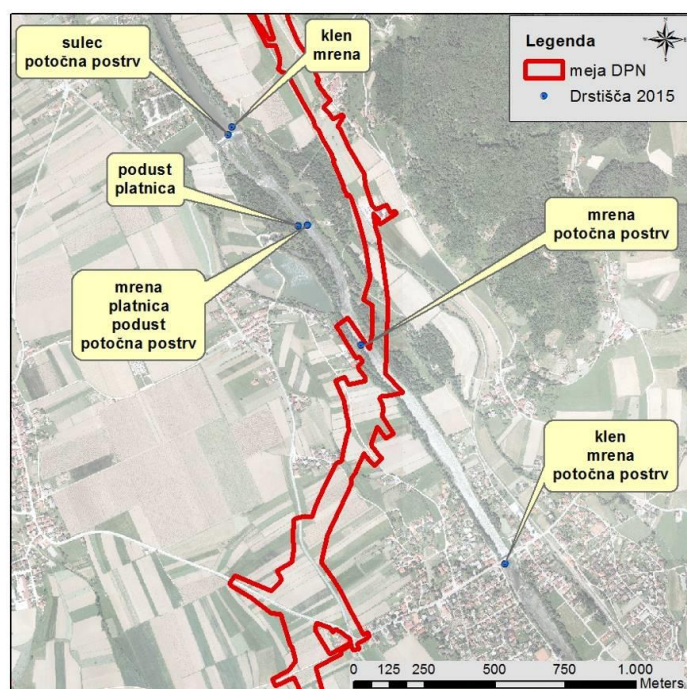 sulec
potočna postrv
klen
mrena
Legenda
meja DPN
Drstišča 2015
podust
platnica
mrena
potočna postrv
mrena
platnica
podust
potočna postrv
klen
mrena
potočna postrv
0 125 250 500 750 1.000
Meters